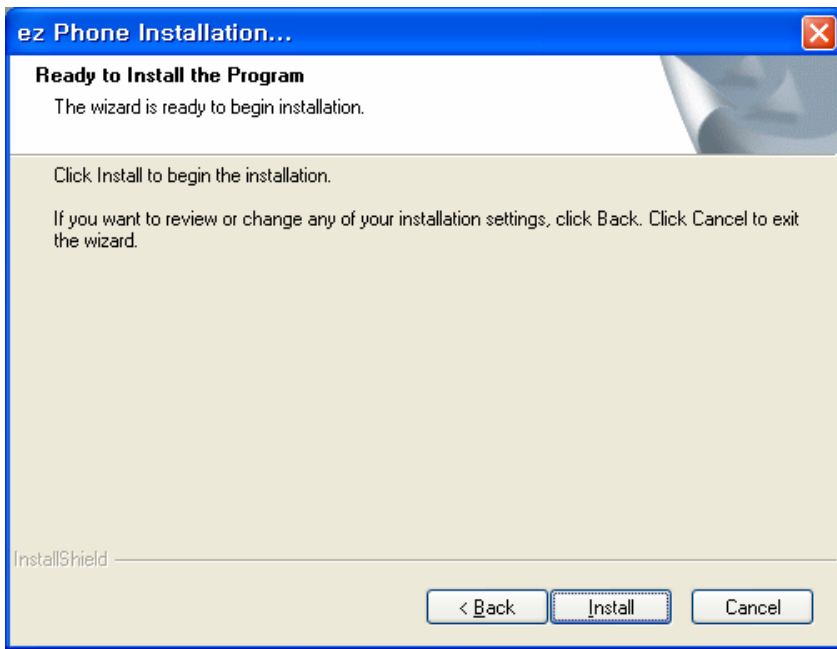 ez Phone Installation...
Ready to Install the Program
The wizard is ready to begin installation.
Click Install to begin the installation.
If you want to review or change any of your installation settings, click Back. Click Cancel to exit
the wizard.
InstallShield
< Back
Install
Cancel